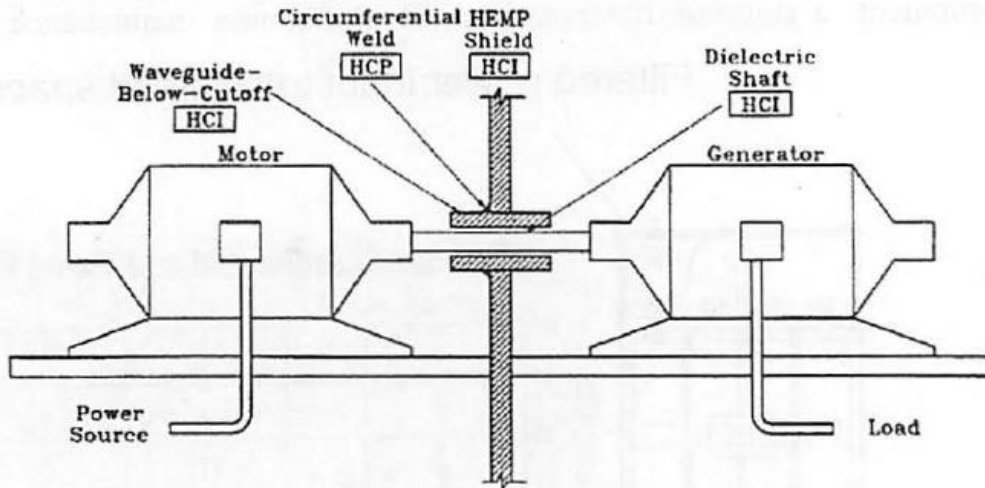 Circumferential
Weld
HCP
HEMP
Shield
HCI
Waveguide-
Below-Cutoff
HCI
Dielectric
Shaft
HCI
Motor
Generator
Power
Source
Load